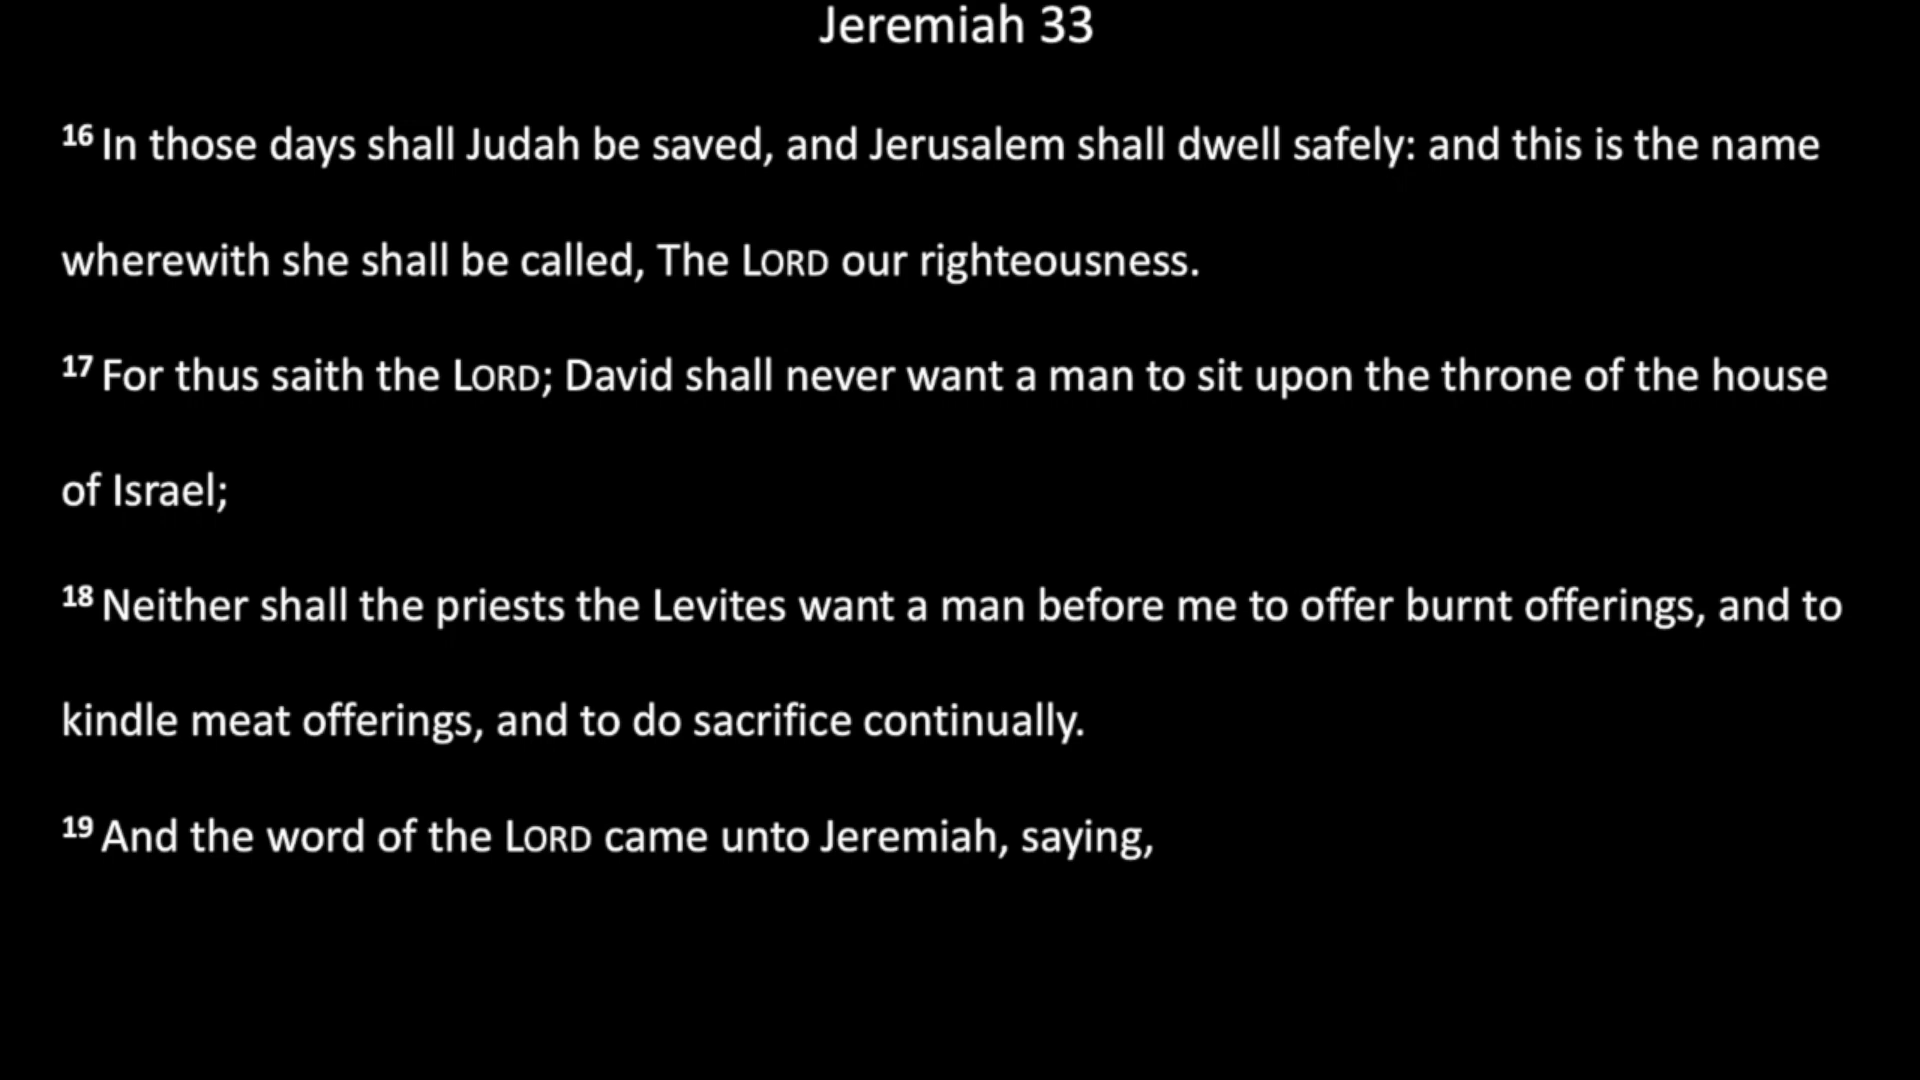 Jeremiah 33
16 In those days shall Judah be saved, and Jerusalem shall dwell safely: and this is the name
wherewith she shall be called, The LORD our righteousness.
17 For thus saith the LORD; David shall never want a man to sit upon the throne of the house
of Israel;
18 Neither shall the priests the Levites want a man before me to offer burnt offerings, and to
kindle meat offerings, and to do sacrifice continually.
19 And the word of the LORD came unto Jeremiah, saying,